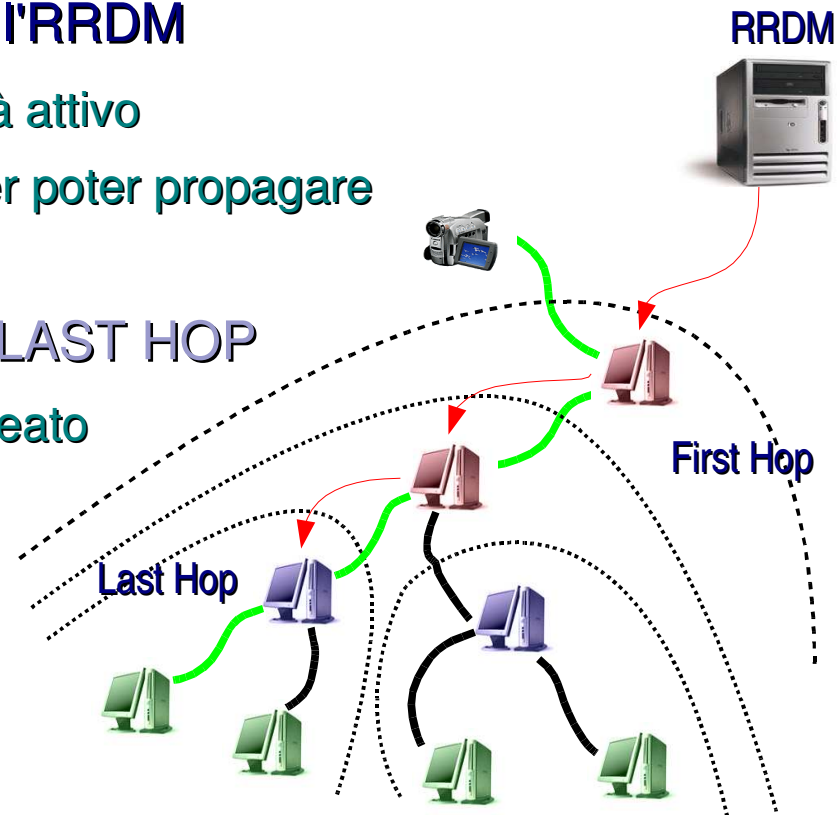 l'RRDM
RRDM
à attivo
er poter propagare
LAST HOP
eato
First Hop
Last Hop